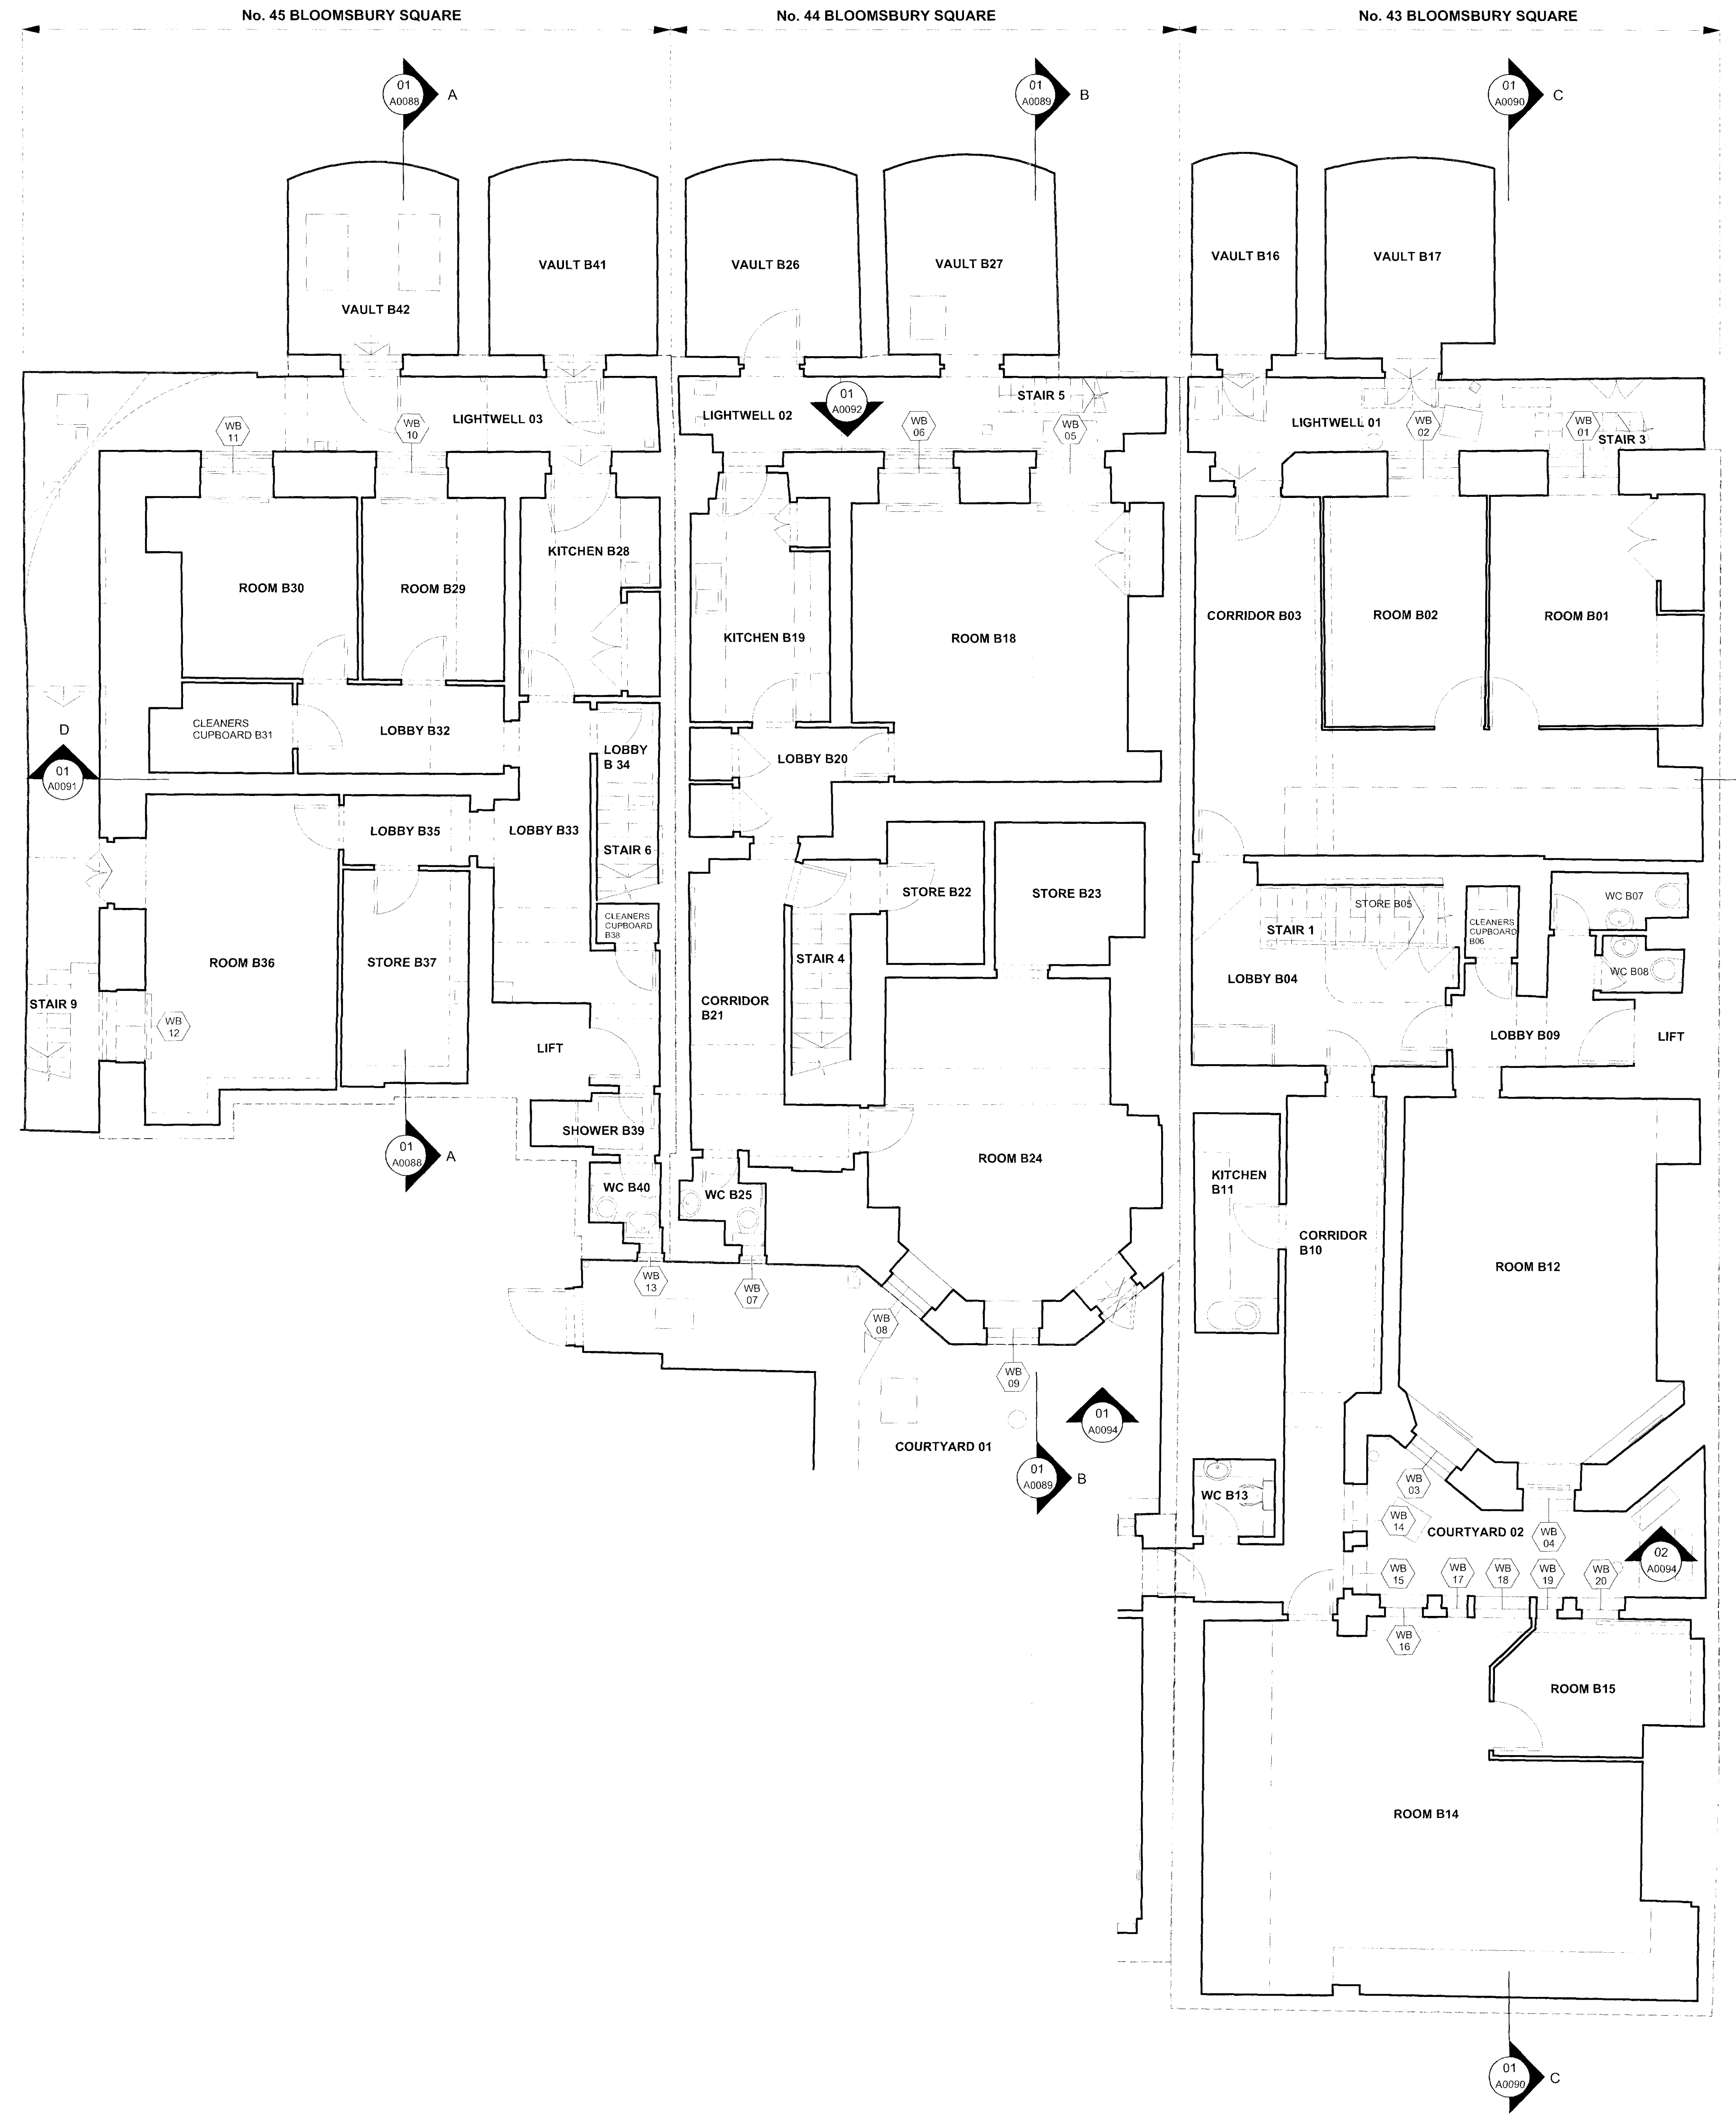 No. 45 BLOOMSBURY SQUARE
No. 44 BLOOMSBURY SQUARE
No. 43 BLOOMSBURY SQUARE
01
A0088
A
01
A0089
B
01
A0090
C
VAULT B42
VAULT B41
VAULT B26
VAULT B27
VAULT B16
VAULT B17
LIGHTWELL 03
LIGHTWELL 02
01
A0092
STAIR 5
LIGHTWELL 01
STAIR 3
WB
11
WB
10
WB
06
WB
05
WB
02
WB
01
ROOM B30
ROOM B29
KITCHEN B28
KITCHEN B19
ROOM B18
CORRIDOR B03
ROOM B02
ROOM B01
CLEANERS
CUPBOARD B31
LOBBY B32
LOBBY
B 34
LOBBY B20
D
01
A0091
LOBBY B35
LOBBY B33
STAIR 6
STORE B22
STORE B23
CLEANERS
CUPBOARD
B38
STORE B05
STAIR 1
CLEANERS
CUPBOARD
B06
WC B07
WC B08
ROOM B36
STORE B37
STAIR 4
LOBBY B04
STAIR 9
WB
12
CORRIDOR
B21
LIFT
LOBBY B09
LIFT
SHOWER B39
01
A0088
A
ROOM B24
WC B40
WC B25
KITCHEN
B11
CORRIDOR
B10
ROOM B12
WB
13
WB
07
WB
08
WB
09
01
A0094
COURTYARD 01
01
A0089
B
WC B13
WB
03
WB
14
COURTYARD 02
WB
04
02
A0094
WB
15
WB
17
WB
18
WB
19
WB
20
WB
16
ROOM B15
ROOM B14
01
A0090
C